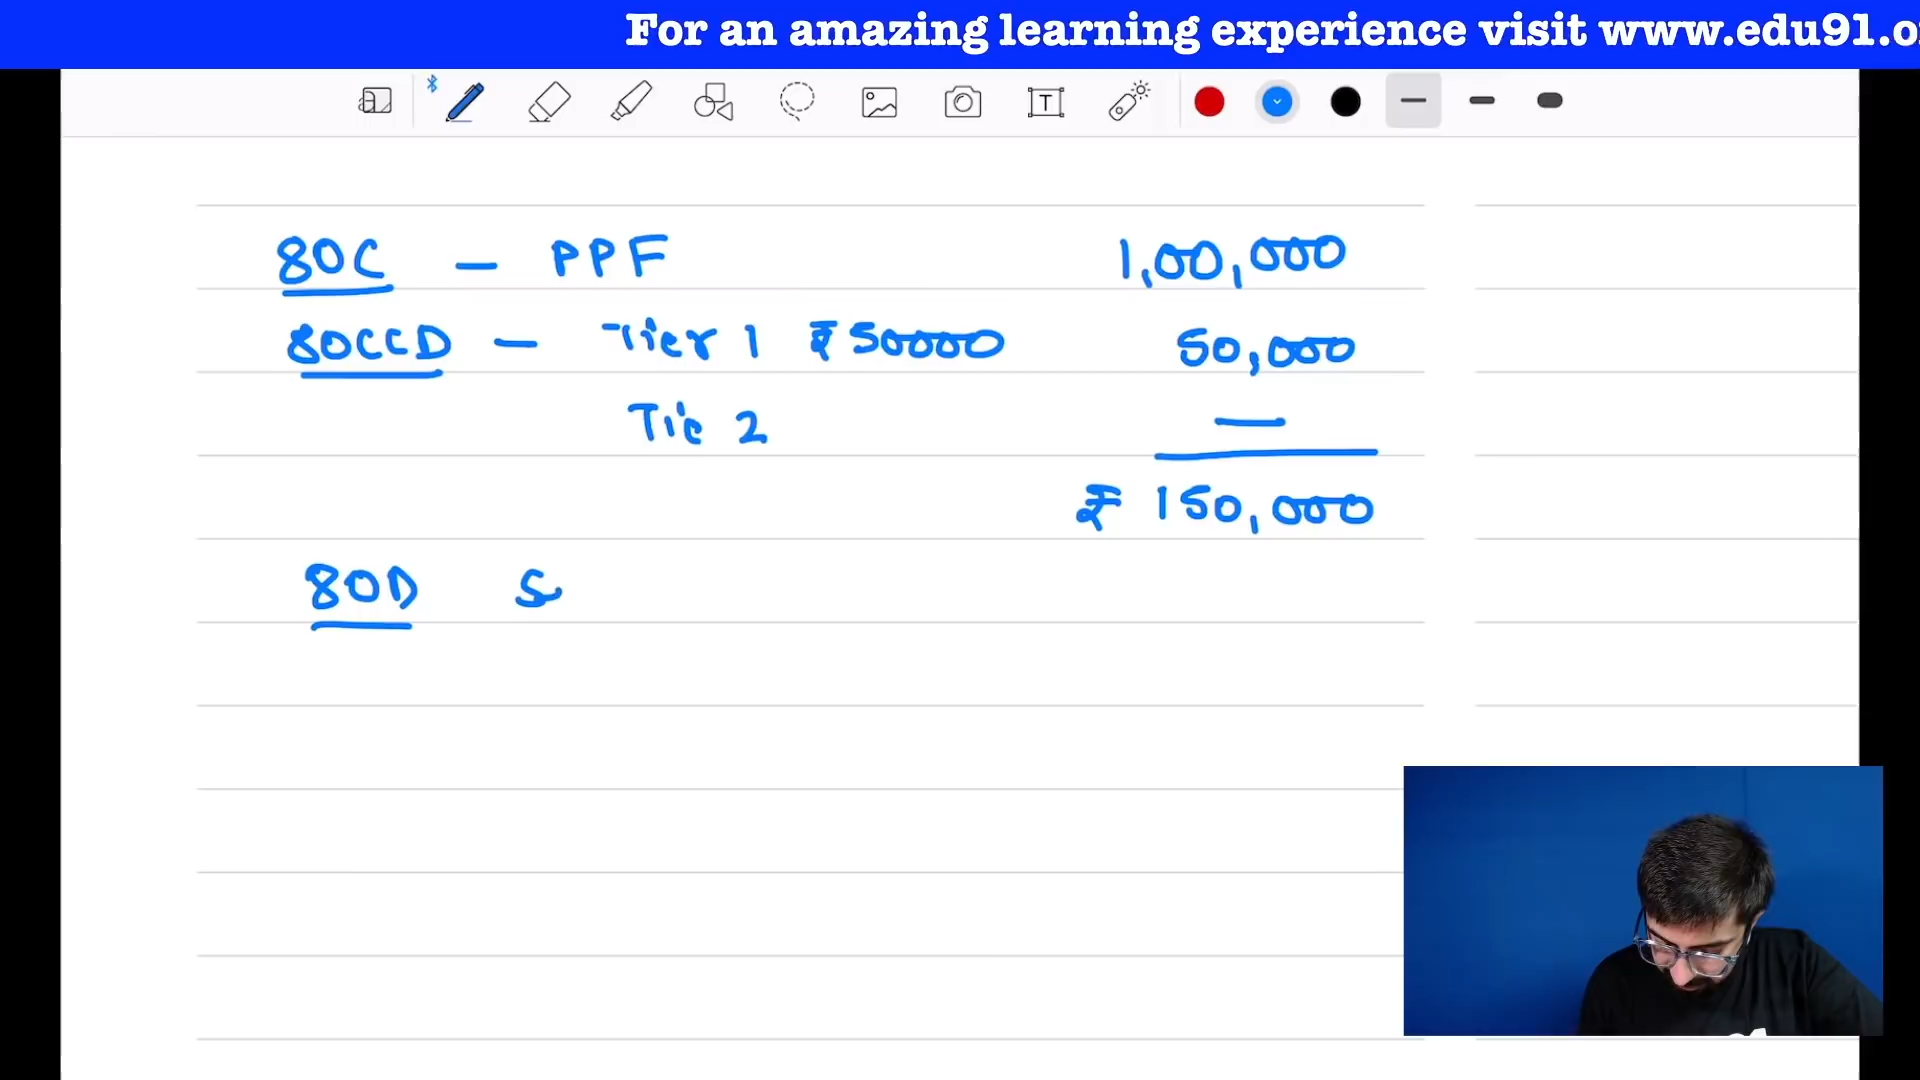 For an amazing learning experience visit www.edu91.o
80C — PPF 1,00,000
80CCD — Tier 1 ₹50000 50,000
Tie 2 —
₹ 150,000
80D S